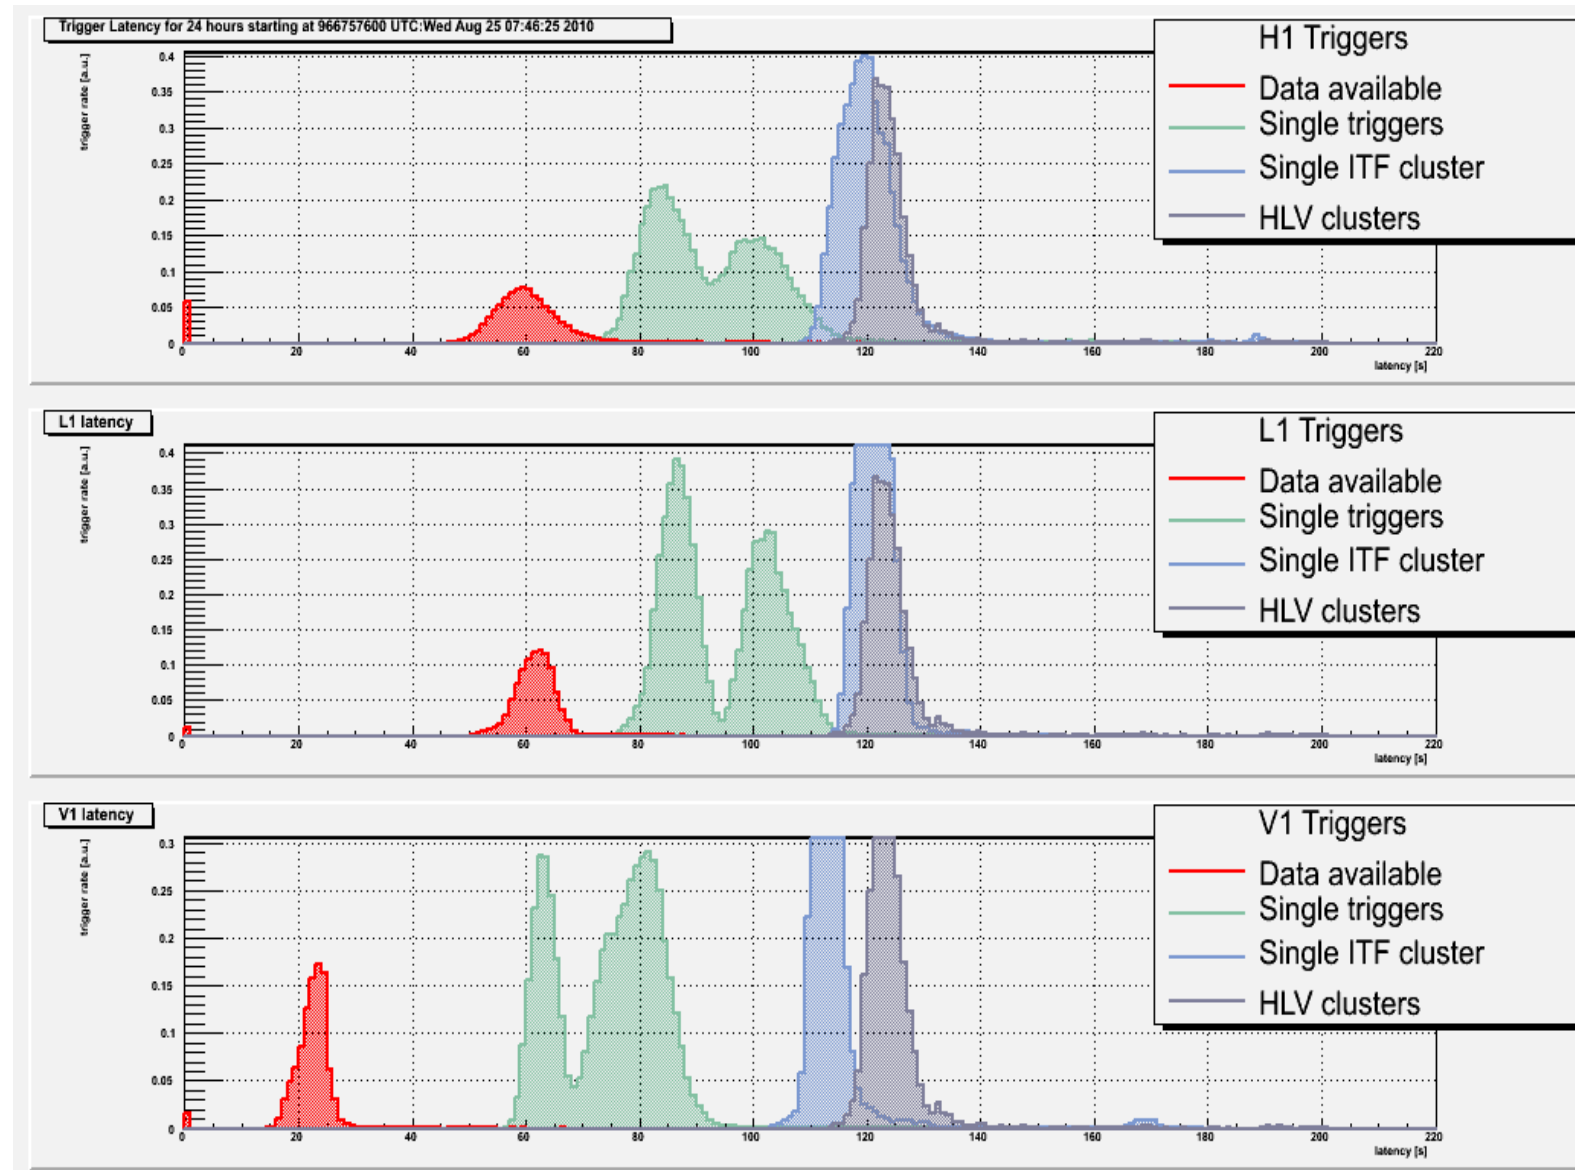 Trigger Latency for 24 hours starting at 966757600 UTC:Wed Aug 25 07:46:25 2010
trigger rate [a.u.]
0.4
0.35
0.3
0.25
0.2
0.15
0.1
0.05
0
0 20 40 60 80 100 120 140 160 180 200 220
latency [s]
H1 Triggers
Data available
Single triggers
Single ITF cluster
HLV clusters
L1 latency
trigger rate [a.u.]
0.4
0.35
0.3
0.25
0.2
0.15
0.1
0.05
0
0 20 40 60 80 100 120 140 160 180 200 220
latency [s]
L1 Triggers
Data available
Single triggers
Single ITF cluster
HLV clusters
V1 latency
trigger rate [a.u.]
0.3
0.25
0.2
0.15
0.1
0.05
0
0 20 40 60 80 100 120 140 160 180 200 220
latency [s]
V1 Triggers
Data available
Single triggers
Single ITF cluster
HLV clusters